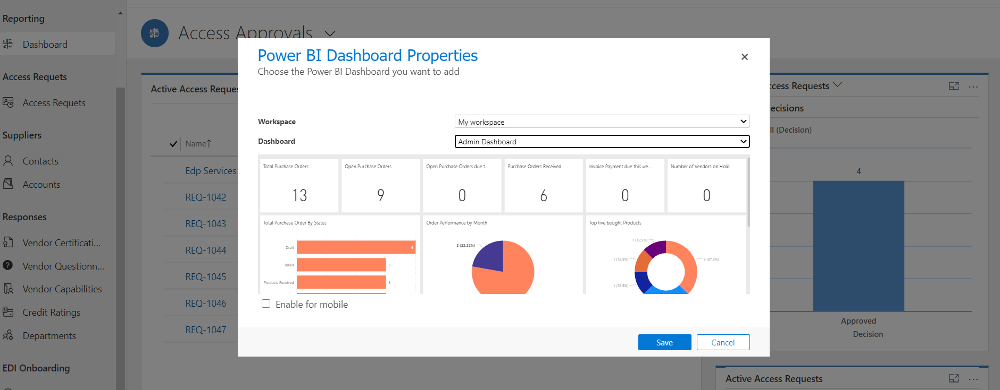 Reporting
Dashboard
Access Requets
Access Requets
Suppliers
Contacts
Accounts
Responses
Vendor Certificati...
Vendor Questionn...
Vendor Capabilities
Credit Ratings
Departments
EDI Onboarding
Access Approvals
Active Access Reques
Name↑
Edp Services
REQ-1042
REQ-1043
REQ-1044
REQ-1045
REQ-1046
REQ-1047
Power BI Dashboard Properties
Choose the Power BI Dashboard you want to add
Workspace
My workspace
Dashboard
Admin Dashboard
Total Purchase Orders
13
Open Purchase Orders
9
Open Purchase Orders due t...
0
Purchase Orders Received
6
Invoice Payment due this we...
0
Number of Vendors on Hold
0
Total Purchase Order By Status
Draft
4
Billed
3
Products Received
3
Order Performance by Month
2 (22.22%)
Top five bought Products
1 (12.5%)
1 (12.5%)
3 (37.5%)
1 (12.5%)
Enable for mobile
Save
Cancel
ccess Requests
ecisions
ll (Decision)
4
Approved
Decision
Active Access Requests